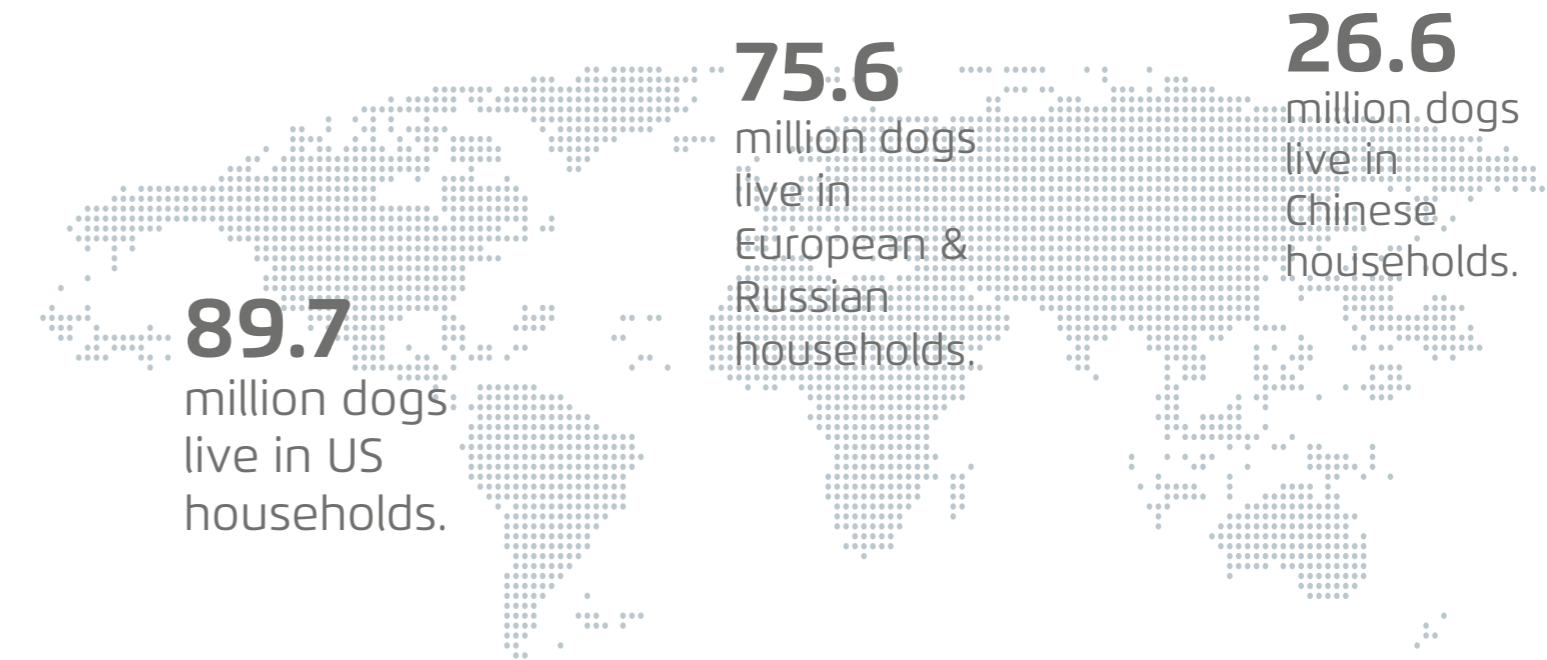 89.7
million dogs
live in US
households.
75.6
million dogs
live in
European &
Russian
households.
26.6
million dogs
live in
Chinese
households.